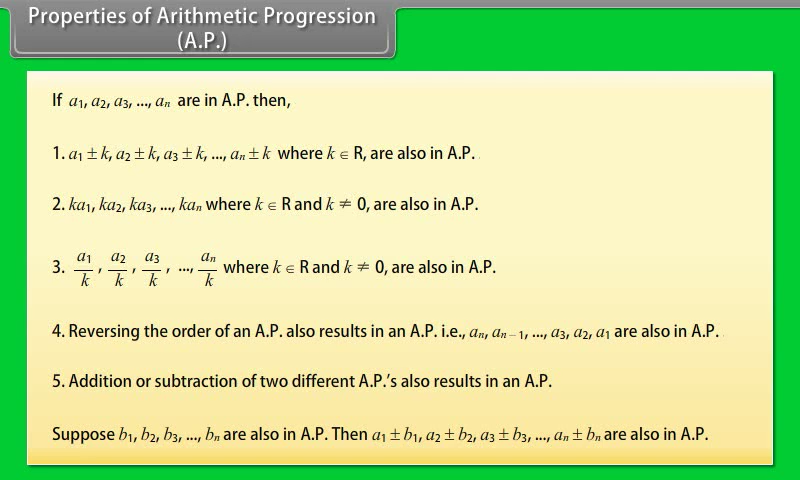 Properties of Arithmetic Progression
(A.P.)
If a₁, a₂, a₃, ..., aₙ are in A.P. then,
1. a₁ ± k, a₂ ± k, a₃ ± k, ..., aₙ ± k where k ∈ R, are also in A.P.
2. ka₁, ka₂, ka₃, ..., kaₙ where k ∈ R and k ≠ 0, are also in A.P.
3. a₁/k, a₂/k, a₃/k, ..., aₙ/k where k ∈ R and k ≠ 0, are also in A.P.
4. Reversing the order of an A.P. also results in an A.P. i.e., aₙ, aₙ₋₁, ..., a₃, a₂, a₁ are also in A.P.
5. Addition or subtraction of two different A.P.'s also results in an A.P.
Suppose b₁, b₂, b₃, ..., bₙ are also in A.P. Then a₁ ± b₁, a₂ ± b₂, a₃ ± b₃, ..., aₙ ± bₙ are also in A.P.